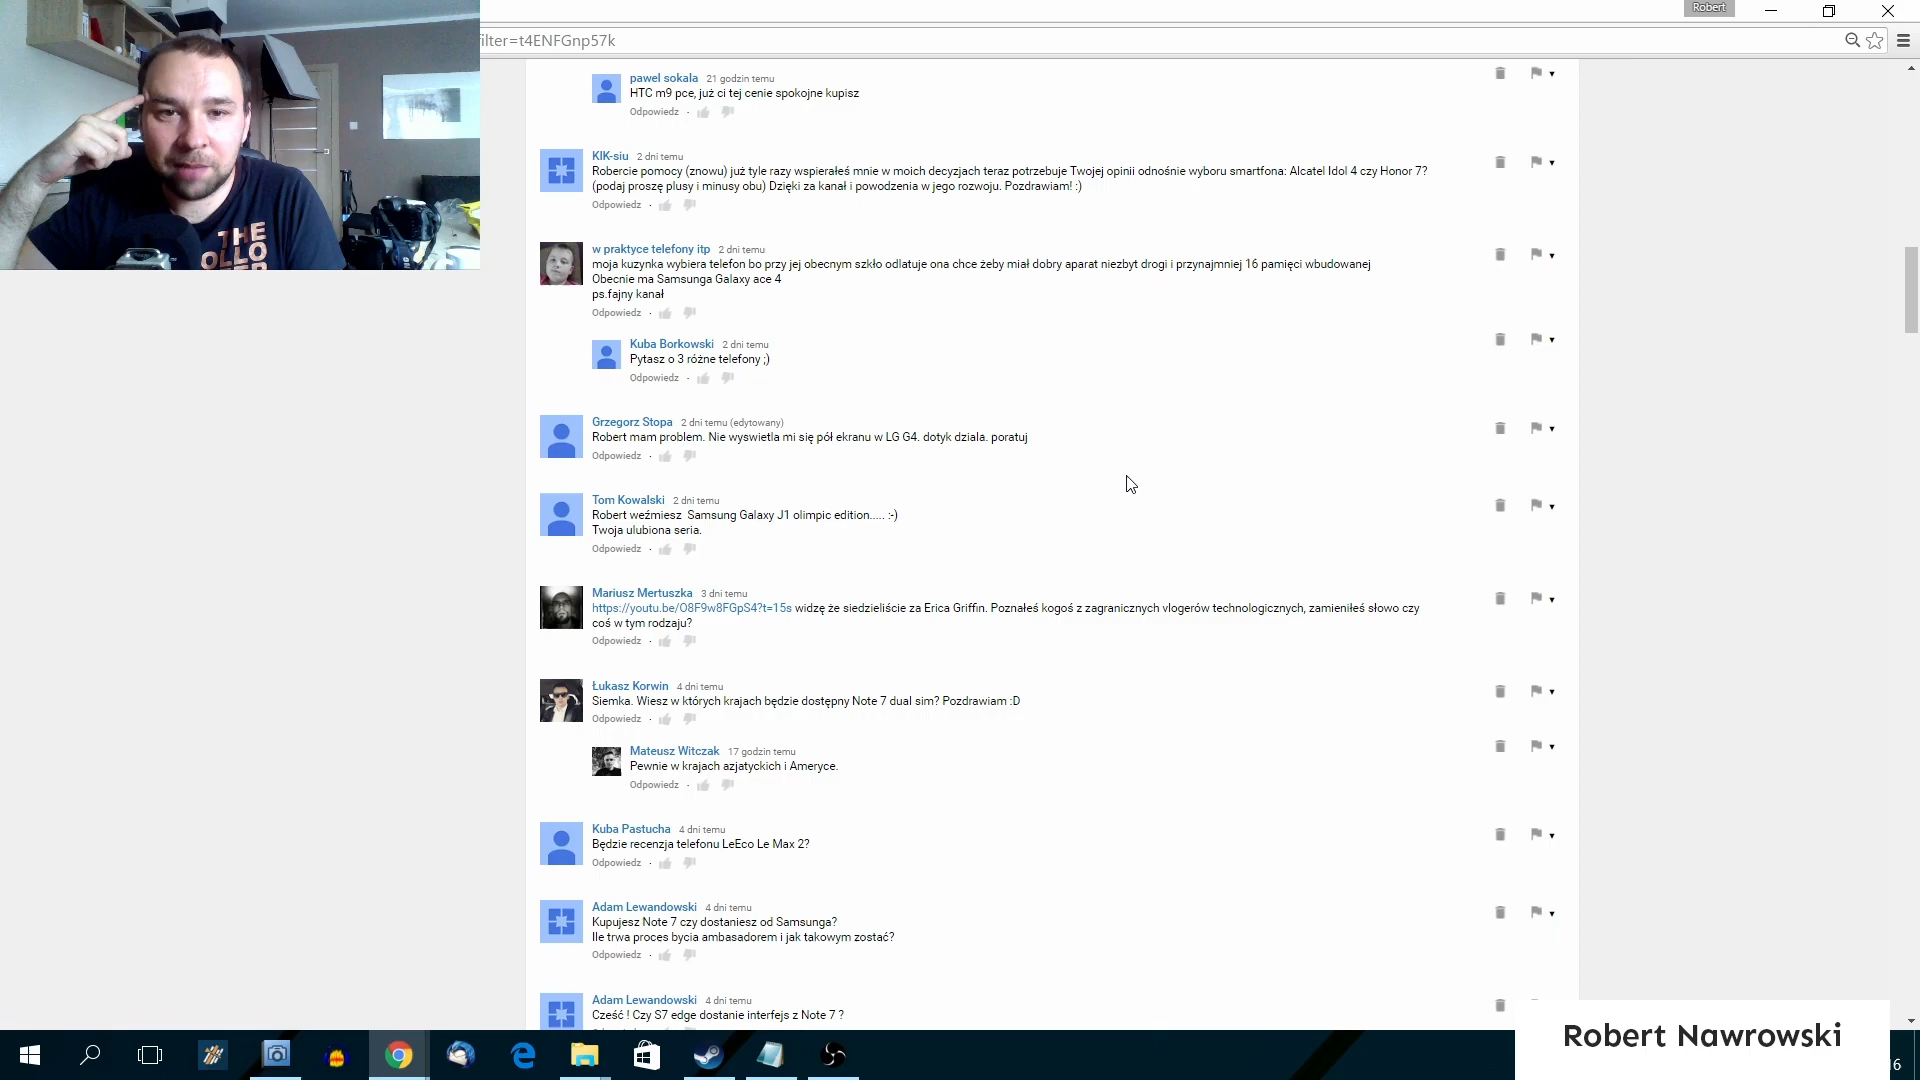 Robert
filter=t4ENFGnp57k
THE
OLLO
pawel sokala 21 godzin temu
HTC m9 pce, już ci tej cenie spokojne kupisz
Odpowiedz
KIK-siu 2 dni temu
Robercie pomocy (znowu) już tyle razy wspierałeś mnie w moich decyzjach teraz potrzebuje Twojej opinii odnośnie wyboru smartfona: Alcatel Idol 4 czy Honor 7?
(podaj proszę plusy i minusy obu) Dzięki za kanał i powodzenia w jego rozwoju. Pozdrawiam! :)
Odpowiedz
w praktyce telefony itp 2 dni temu
moja kuzynka wybiera telefon bo przy jej obecnym szkło odlatuje ona chce żeby miał dobry aparat niezbyt drogi i przynajmniej 16 pamięci wbudowanej
Obecnie ma Samsunga Galaxy ace 4
ps.fajny kanał
Odpowiedz
Kuba Borkowski 2 dni temu
Pytasz o 3 różne telefony ;)
Odpowiedz
Grzegorz Stopa 2 dni temu (edytowany)
Robert mam problem. Nie wyswietla mi się pół ekranu w LG G4. dotyk dziala. poratuj
Odpowiedz
Tom Kowalski 2 dni temu
Robert weźmiesz Samsung Galaxy J1 olimpic edition..... :-)
Twoja ulubiona seria.
Odpowiedz
Mariusz Mertuszka 3 dni temu
https://youtu.be/O8F9w8FGpS4?t=15s widzę że siedzieliście za Erica Griffin. Poznałeś kogoś z zagranicznych vlogerów technologicznych, zamieniłeś słowo czy
coś w tym rodzaju?
Odpowiedz
Łukasz Korwin 4 dni temu
Siemka. Wiesz w których krajach będzie dostępny Note 7 dual sim? Pozdrawiam :D
Odpowiedz
Mateusz Witczak 17 godzin temu
Pewnie w krajach azjatyckich i Ameryce.
Odpowiedz
Kuba Pastucha 4 dni temu
Będzie recenzja telefonu LeEco Le Max 2?
Odpowiedz
Adam Lewandowski 4 dni temu
Kupujesz Note 7 czy dostaniesz od Samsunga?
Ile trwa proces bycia ambasadorem i jak takowym zostać?
Odpowiedz
Adam Lewandowski 4 dni temu
Cześć ! Czy S7 edge dostanie interfejs z Note 7 ?
Robert Nawrowski
16